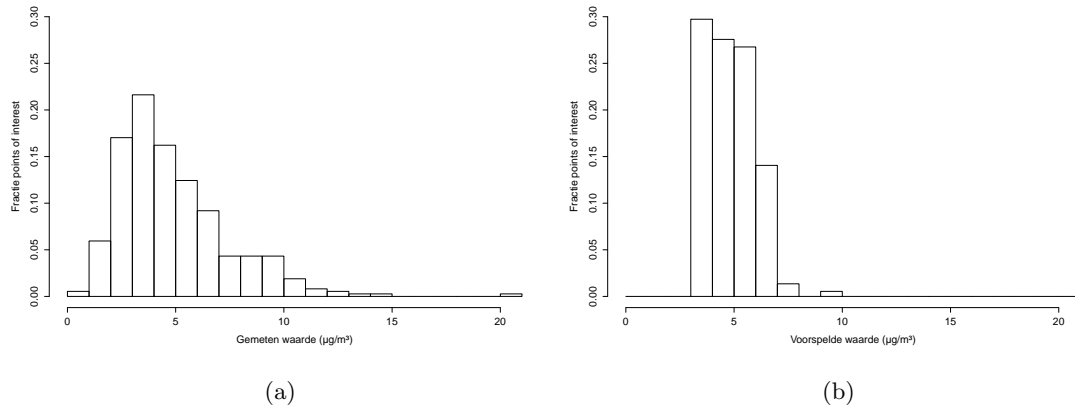 Fractie points of interest
0.00 0.05 0.10 0.15 0.20 0.25 0.30
0 5 10 15 20
Gemeten waarde (µg/m³)
(a)
Fractie points of interest
0.00 0.05 0.10 0.15 0.20 0.25 0.30
0 5 10 15 20
Voorspelde waarde (µg/m³)
(b)